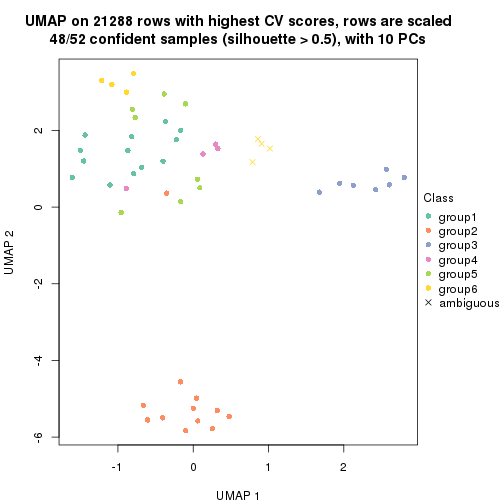 UMAP on 21288 rows with highest CV scores, rows are scaled
48/52 confident samples (silhouette > 0.5), with 10 PCs
2
0
-2
-4
-6
UMAP 2
-1
0
1
2
UMAP 1
Class
group1
group2
group3
group4
group5
group6
ambiguous